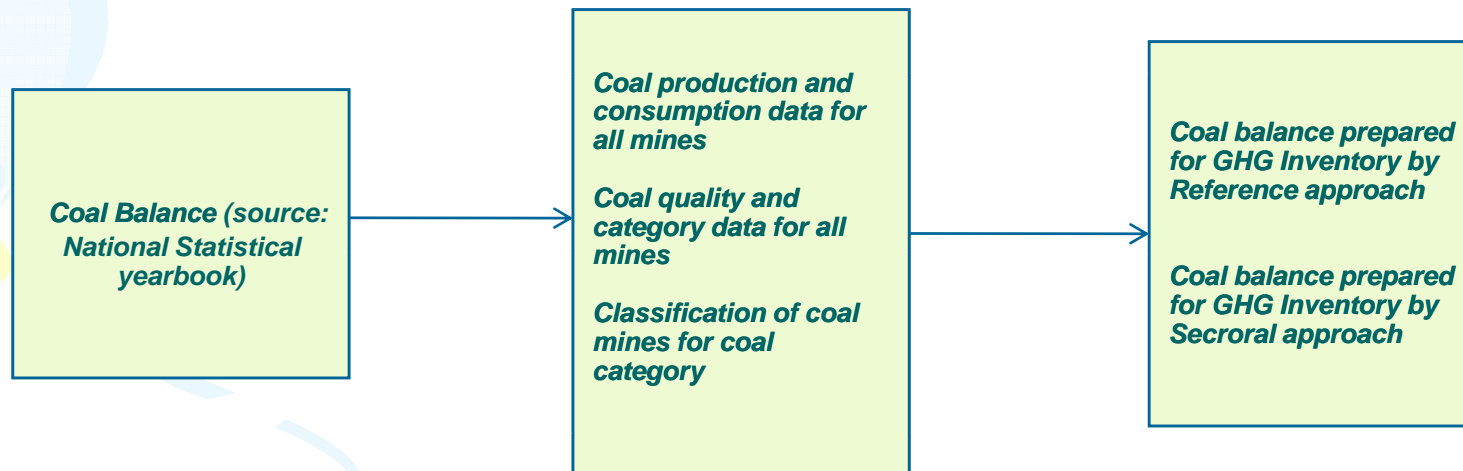 Coal Balance (source:
National Statistical
yearbook)
Coal production and
consumption data for
all mines
Coal quality and
category data for all
mines
Classification of coal
mines for coal
category
Coal balance prepared
for GHG Inventory by
Reference approach
Coal balance prepared
for GHG Inventory by
Secroral approach